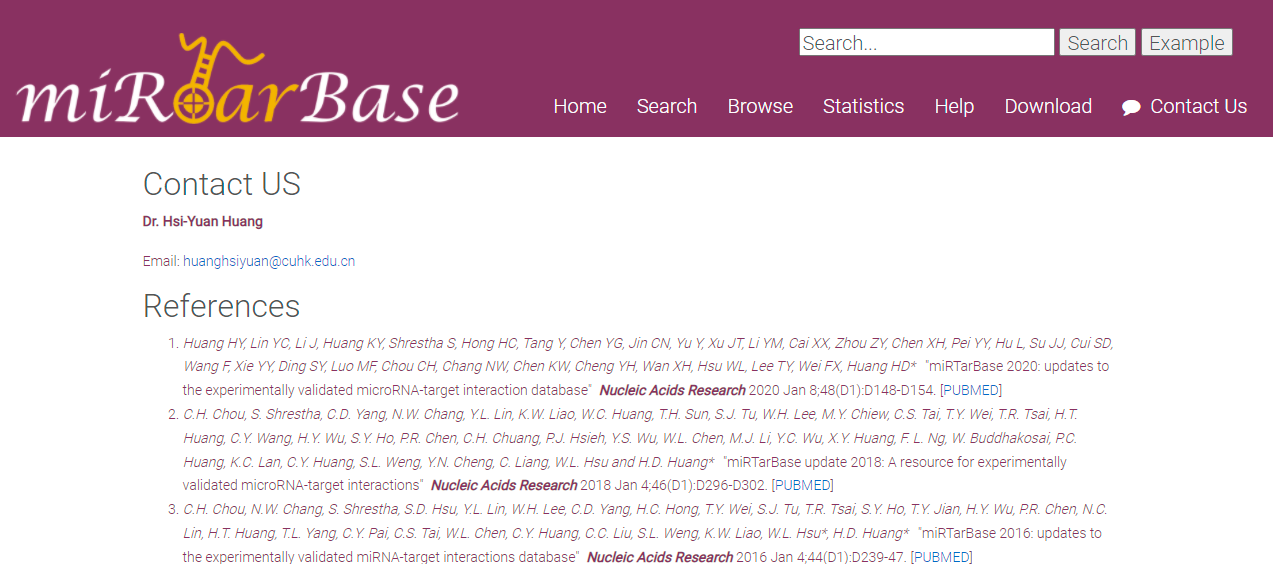 miRTarBase
Search... Search Example
Home Search Browse Statistics Help Download Contact Us
Contact US
Dr. Hsi-Yuan Huang
Email: huanghsiyuan@cuhk.edu.cn
References
1. Huang HY, Lin YC, Li J, Huang KY, Shrestha S, Hong HC, Tang Y, Chen YG, Jin CN, Yu Y, Xu JT, Li YM, Cai XX, Zhou ZY, Chen XH, Pei YY, Hu L, Su JJ, Cui SD,
Wang F, Xie YY, Ding SY, Luo MF, Chou CH, Chang NW, Chen KW, Cheng YH, Wan XH, Hsu WL, Lee TY, Wei FX, Huang HD* "miRTarBase 2020: updates to
the experimentally validated microRNA-target interaction database" Nucleic Acids Research 2020 Jan 8;48(D1):D148-D154. [PUBMED]
2. C.H. Chou, S. Shrestha, C.D. Yang, N.W. Chang, Y.L. Lin, K.W. Liao, W.C. Huang, T.H. Sun, S.J. Tu, W.H. Lee, M.Y. Chiew, C.S. Tai, T.Y. Wei, T.R. Tsai, H.T.
Huang, C.Y. Wang, H.Y. Wu, S.Y. Ho, P.R. Chen, C.H. Chuang, P.J. Hsieh, Y.S. Wu, W.L. Chen, M.J. Li, Y.C. Wu, X.Y. Huang, F. L. Ng, W. Buddhakosai, P.C.
Huang, K.C. Lan, C.Y. Huang, S.L. Weng, Y.N. Cheng, C. Liang, W.L. Hsu and H.D. Huang* "miRTarBase update 2018: A resource for experimentally
validated microRNA-target interactions" Nucleic Acids Research 2018 Jan 4;46(D1):D296-D302. [PUBMED]
3. C.H. Chou, N.W. Chang, S. Shrestha, S.D. Hsu, Y.L. Lin, W.H. Lee, C.D. Yang, H.C. Hong, T.Y. Wei, S.J. Tu, T.R. Tsai, S.Y. Ho, T.Y. Jian, H.Y. Wu, P.R. Chen, N.C.
Lin, H.T. Huang, T.L. Yang, C.Y. Pai, C.S. Tai, W.L. Chen, C.Y. Huang, C.C. Liu, S.L. Weng, K.W. Liao, W.L. Hsu*, H.D. Huang* "miRTarBase 2016: updates to
the experimentally validated miRNA-target interactions database" Nucleic Acids Research 2016 Jan 4;44(D1):D239-47. [PUBMED]